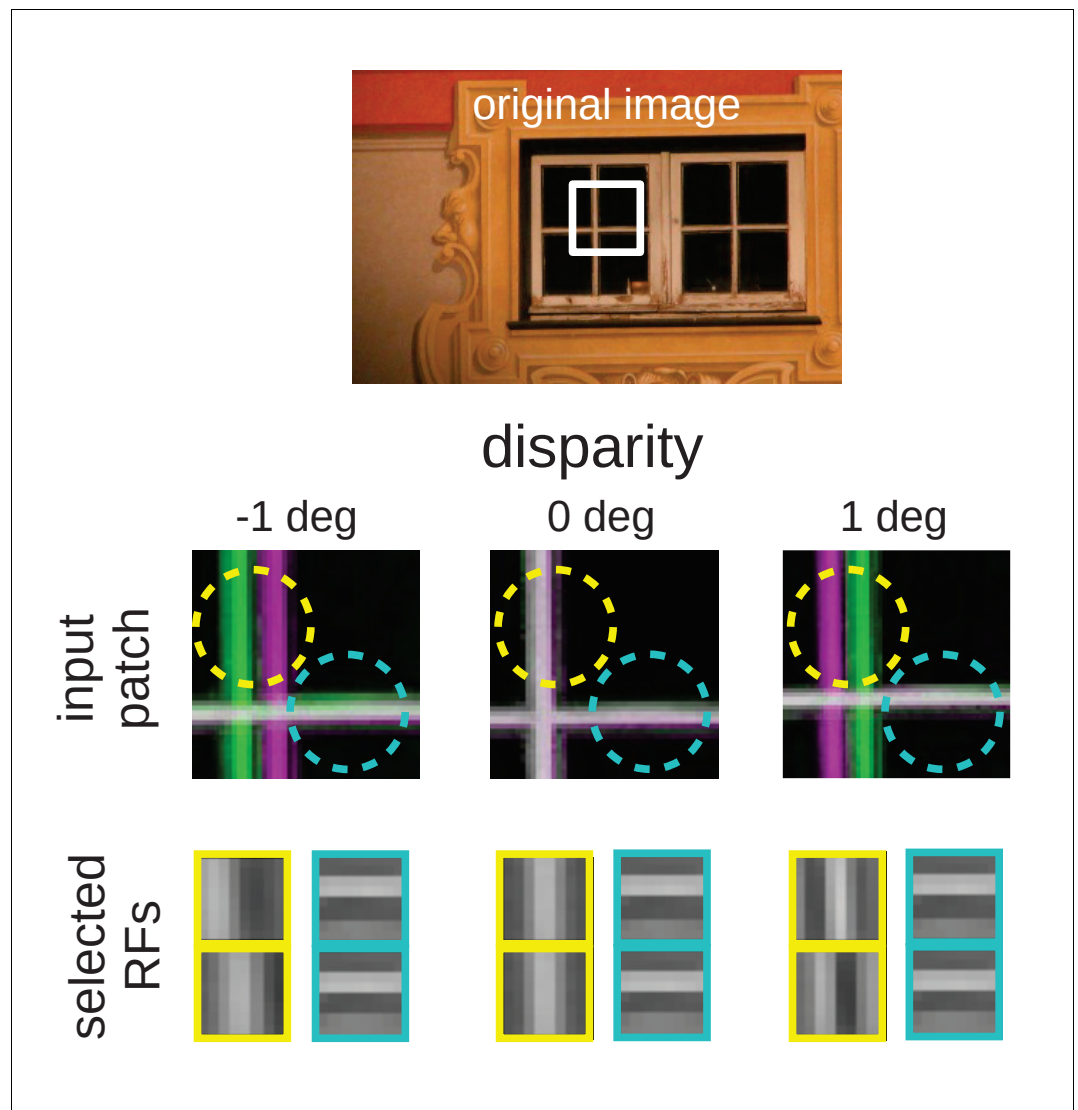 original image
disparity
-1 deg
0 deg
1 deg
input
patch
selected
RFs